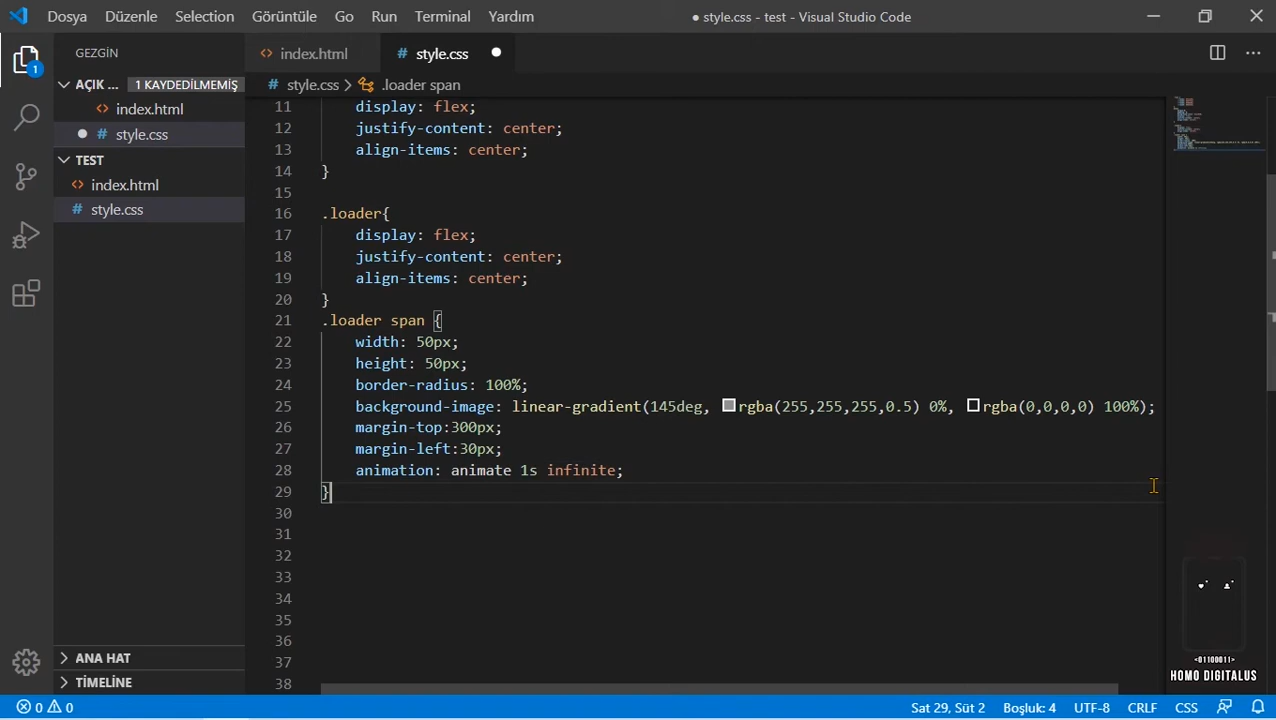 Dosya Düzenle Selection Görüntüle Go Run Terminal Yardım ● style.css - test - Visual Studio Code
GEZGİN
index.html
style.css
AÇIK ... 1 KAYDEDİLMEMİŞ
index.html
style.css
TEST
index.html
style.css
1
style.css > .loader span
11 display: flex;
12 justify-content: center;
13 align-items: center;
14 }
15
16 .loader{
17 display: flex;
18 justify-content: center;
19 align-items: center;
20 }
21 .loader span {
22 width: 50px;
23 height: 50px;
24 border-radius: 100%;
25 background-image: linear-gradient(145deg, rgba(255,255,255,0.5) 0%, rgba(0,0,0,0) 100%);
26 margin-top:300px;
27 margin-left:30px;
28 animation: animate 1s infinite;
29 }
30
31
32
33
34
35
36
37
38
ANA HAT
TİMELİNE
<01100011>
HOMO DIGITALUS
0 0 Sat 29, Süt 2 Boşluk: 4 UTF-8 CRLF CSS